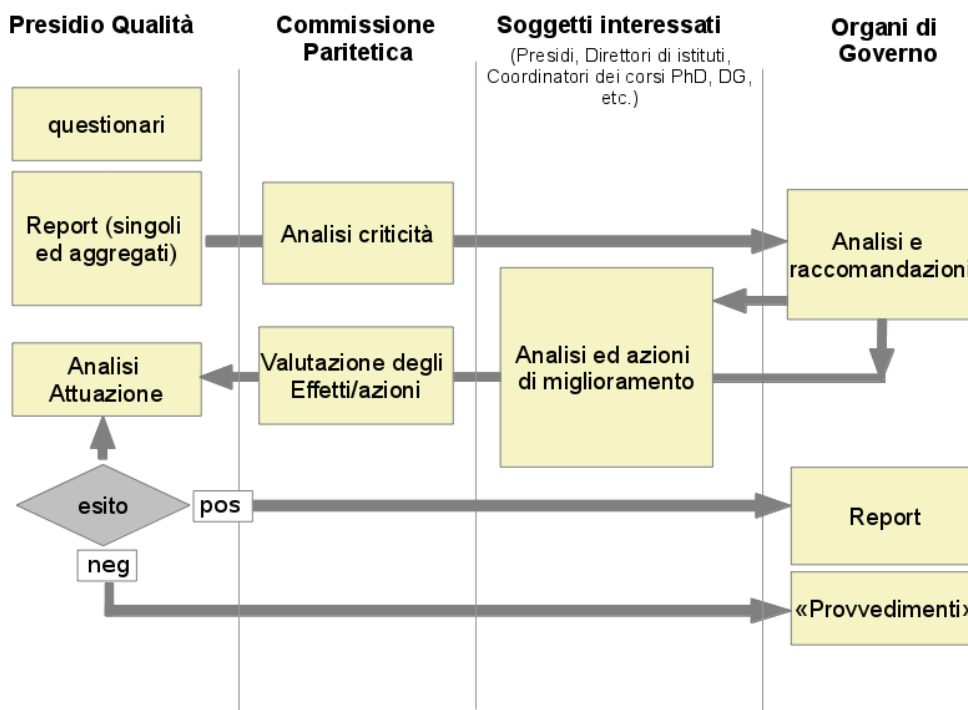 Presidio Qualità
Commissione
Paritetica
Soggetti interessati
(Presidi, Direttori di istituti,
Coordinatori dei corsi PhD, DG,
etc.)
Organi di
Governo
questionari
Report (singoli
ed aggregati)
Analisi criticità
Analisi e
raccomandazioni
Analisi
Attuazione
Valutazione degli
Effetti/azioni
Analisi ed azioni
di miglioramento
esito
pos
Report
neg
«Provvedimenti»